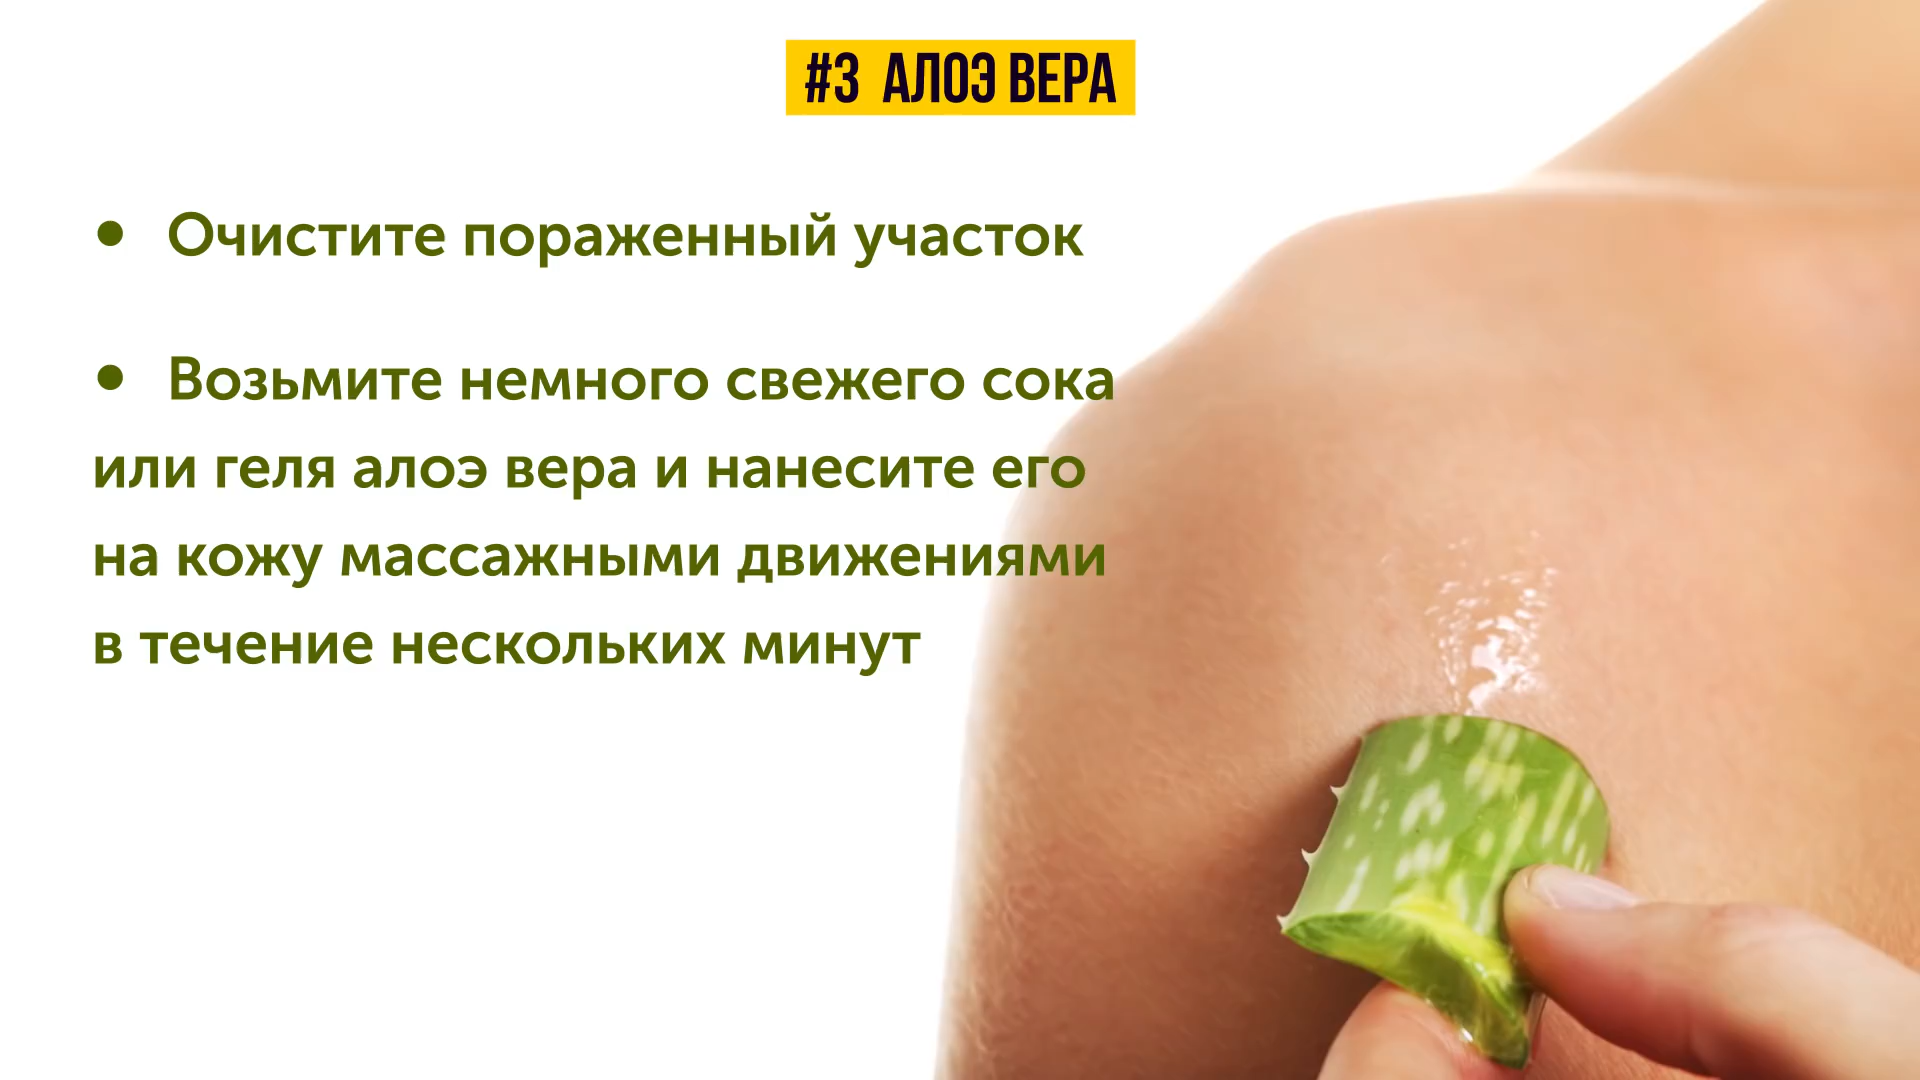 #3 АЛОЭ ВЕРА
• Очистите пораженный участок
• Возьмите немного свежего сока
или геля алоэ вера и нанесите его
на кожу массажными движениями
в течение нескольких минут